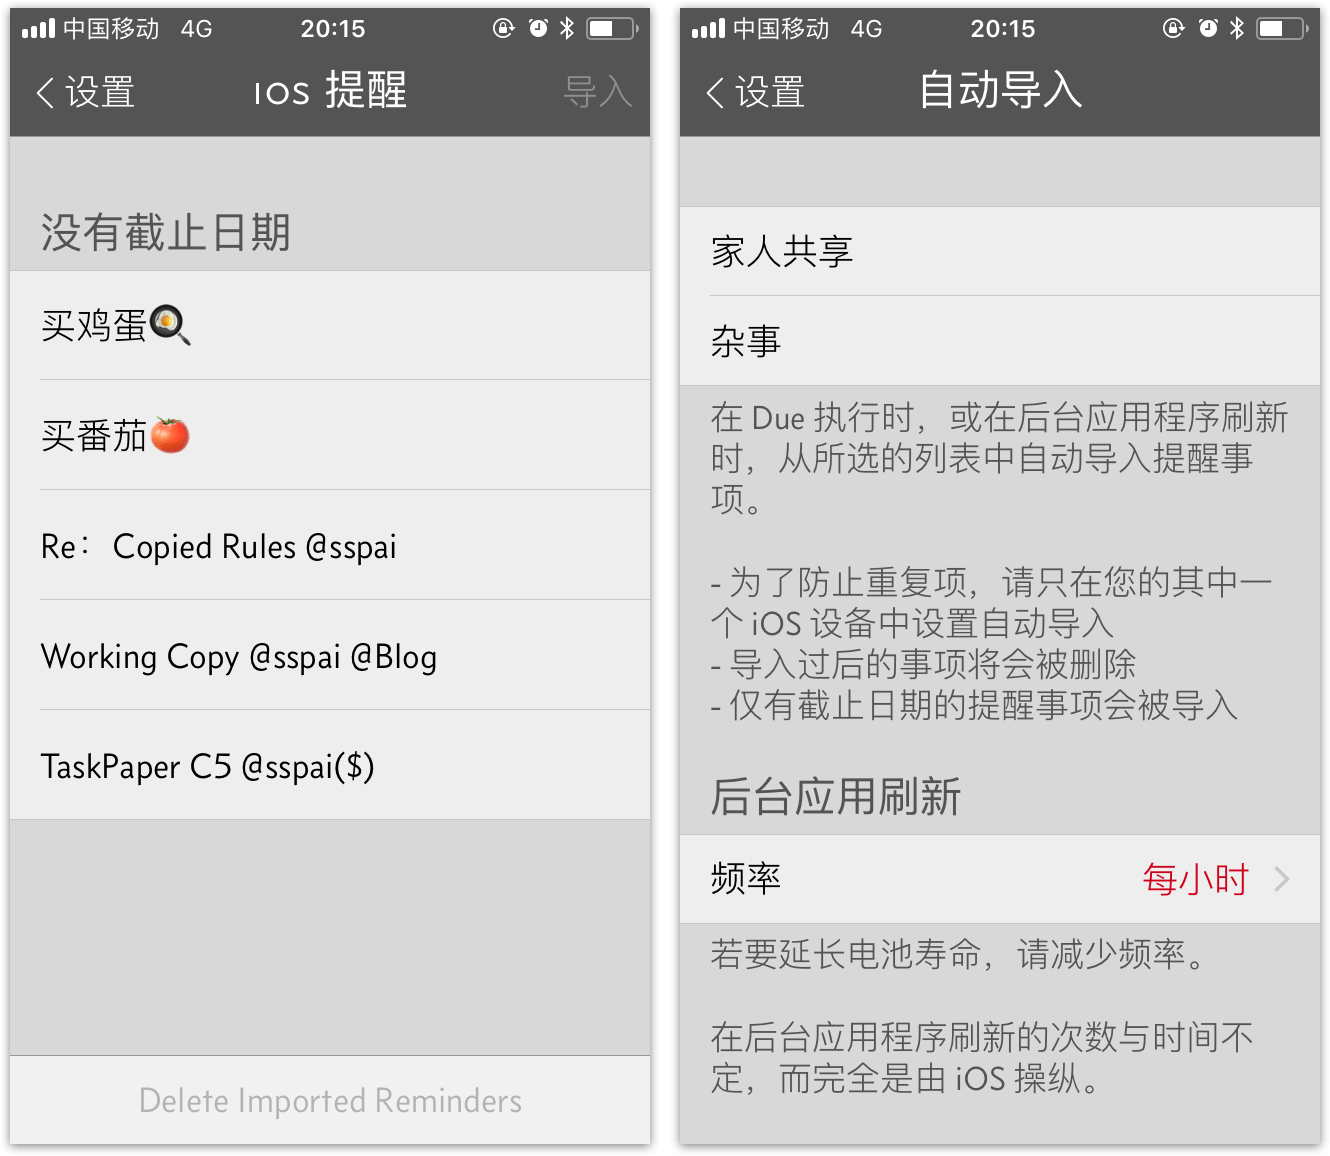 中国移动 4G 20:15
设置 iOS 提醒 导入
没有截止日期
买鸡蛋🍳
买番茄🍅
Re： Copied Rules @sspai
Working Copy @sspai @Blog
TaskPaper C5 @sspai($)
Delete Imported Reminders
中国移动 4G 20:15
设置 自动导入
家人共享
杂事
在 Due 执行时，或在后台应用程序刷新
时，从所选的列表中自动导入提醒事
项。
- 为了防止重复项，请只在您的其中一
个 iOS 设备中设置自动导入
- 导入过后的事项将会被删除
- 仅有截止日期的提醒事项会被导入
后台应用刷新
频率 每小时
若要延长电池寿命，请减少频率。
在后台应用程序刷新的次数与时间不
定，而完全是由 iOS 操纵。